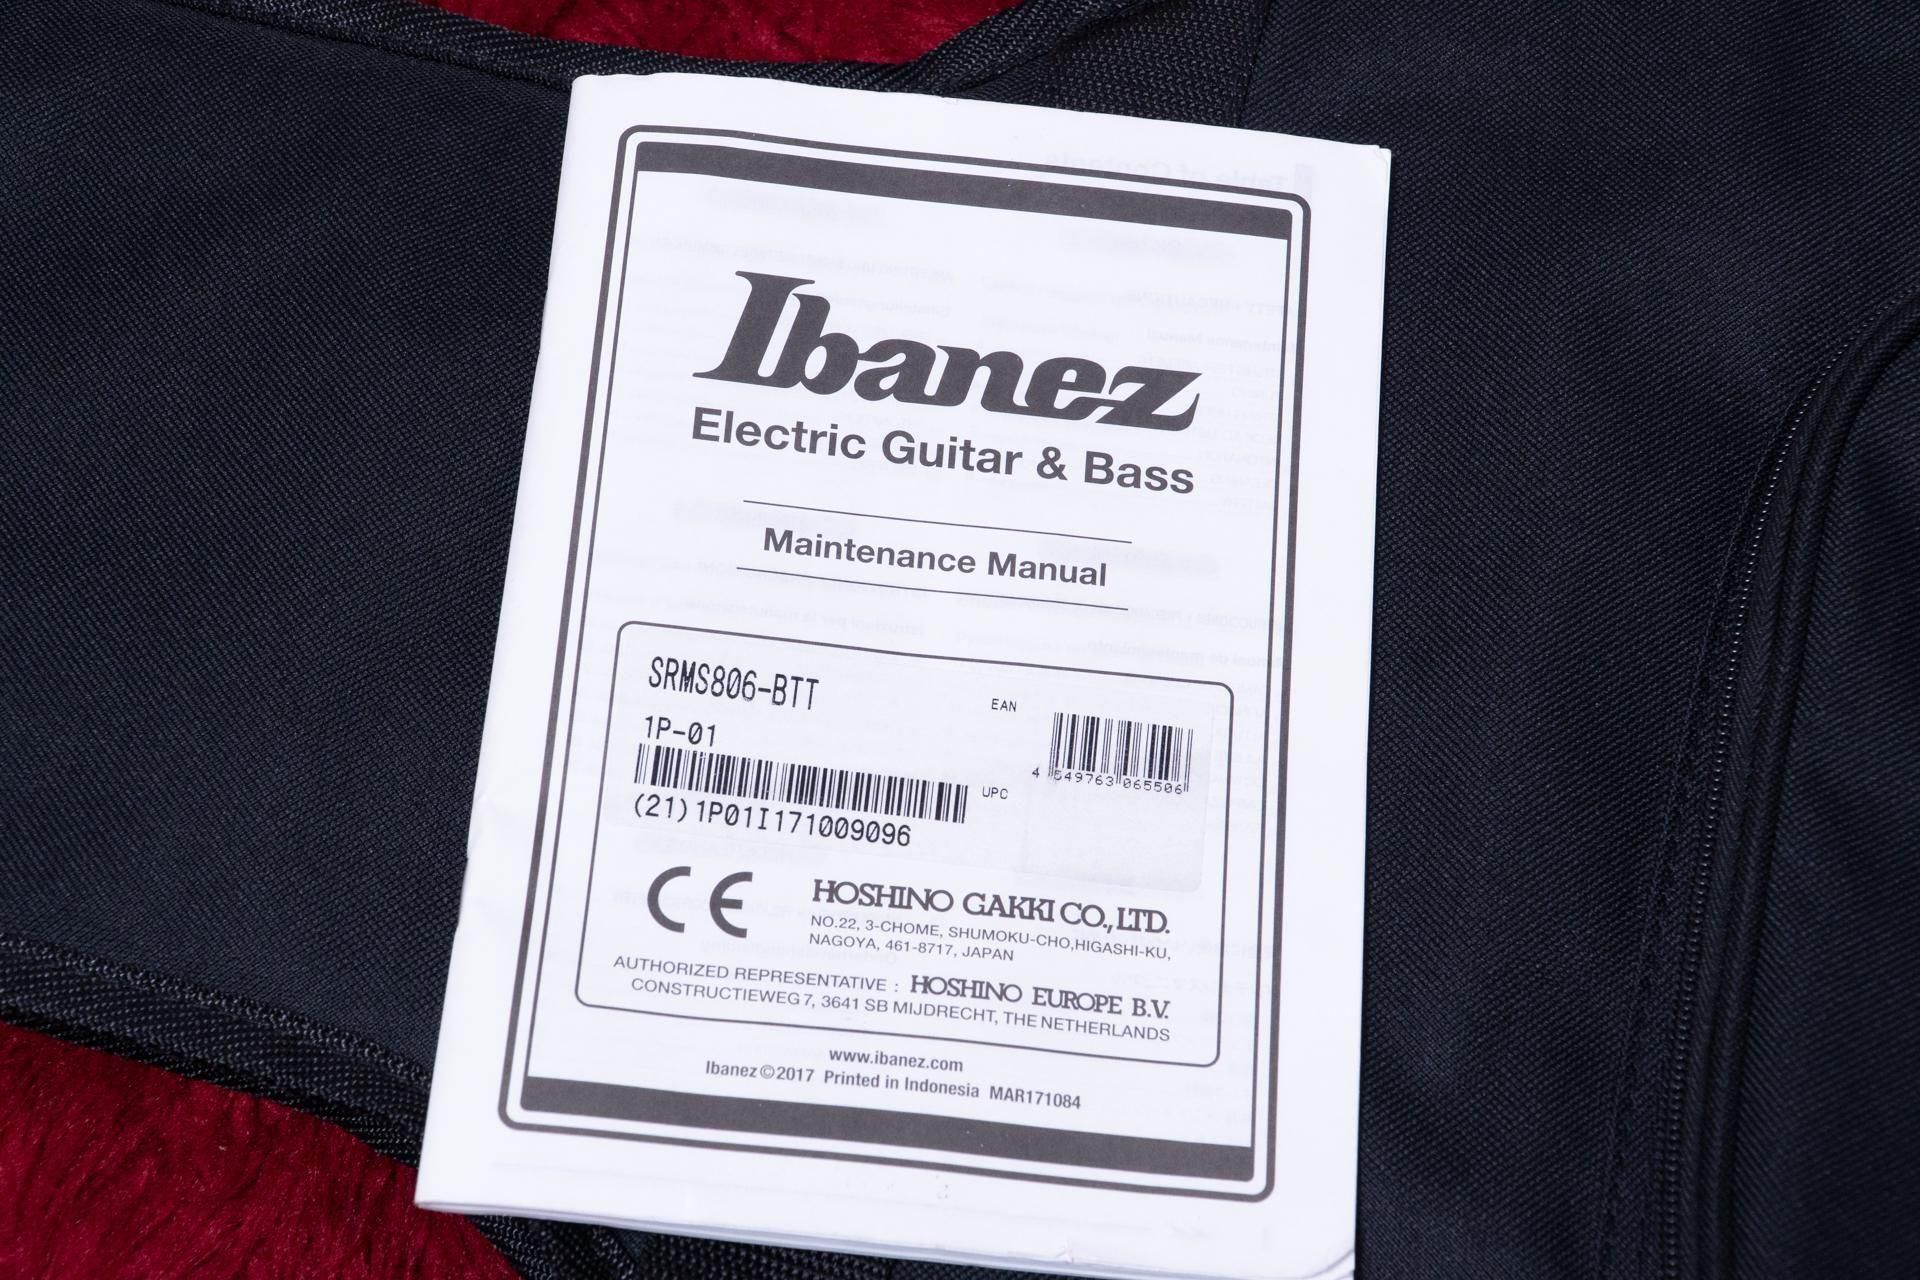 Ibanez
Electric Guitar & Bass
Maintenance Manual
SRMS806-BTT
EAN
1P-01
4 549763 065506
UPC
(21)1P01I171009096
CE
HOSHINO GAKKI CO., LTD.
NO.22, 3-CHOME, SHUMOKU-CHO,HIGASHI-KU,
NAGOYA, 461-8717, JAPAN
AUTHORIZED REPRESENTATIVE : HOSHINO EUROPE B.V.
CONSTRUCTIEWEG 7, 3641 SB MIJDRECHT, THE NETHERLANDS
www.ibanez.com
Ibanez©2017 Printed in Indonesia MAR171084